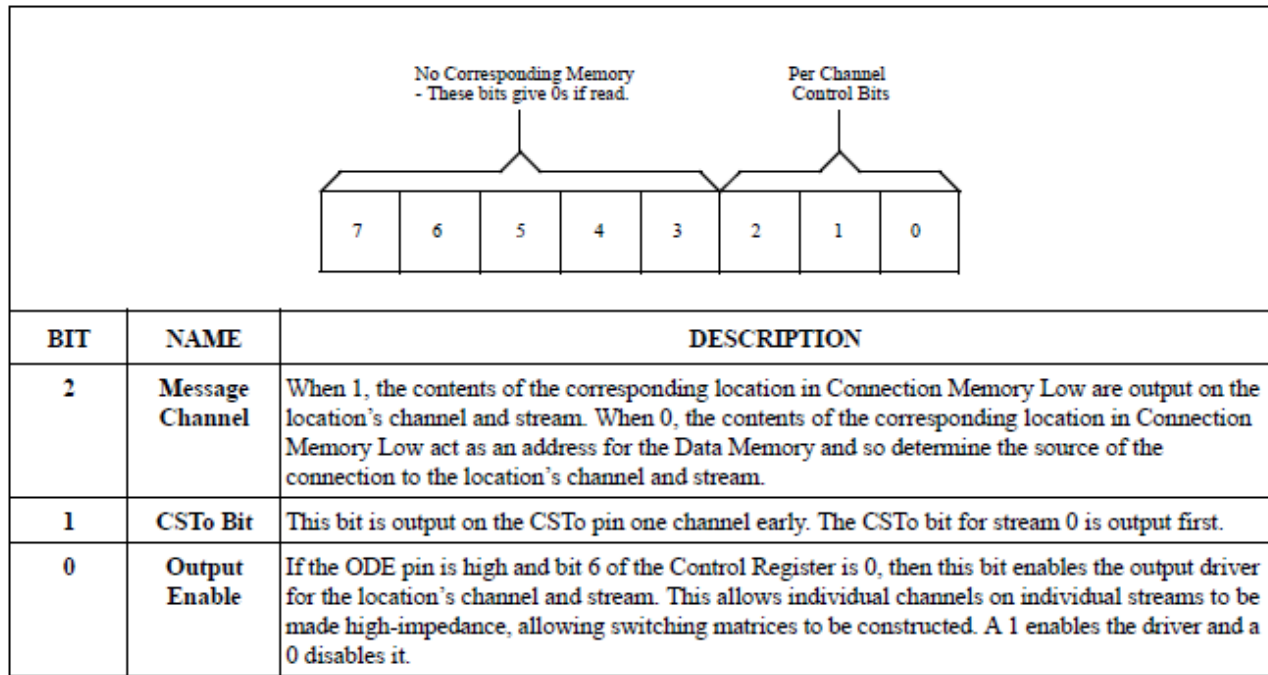 No Corresponding Memory
- These bits give 0s if read.
Per Channel
Control Bits
7 6 5 4 3 2 1 0
BIT NAME DESCRIPTION
2 Message Channel When 1, the contents of the corresponding location in Connection Memory Low are output on the
location's channel and stream. When 0, the contents of the corresponding location in Connection
Memory Low act as an address for the Data Memory and so determine the source of the
connection to the location's channel and stream.
1 CSTo Bit This bit is output on the CSTo pin one channel early. The CSTo bit for stream 0 is output first.
0 Output Enable If the ODE pin is high and bit 6 of the Control Register is 0, then this bit enables the output driver
for the location's channel and stream. This allows individual channels on individual streams to be
made high-impedance, allowing switching matrices to be constructed. A 1 enables the driver and a
0 disables it.